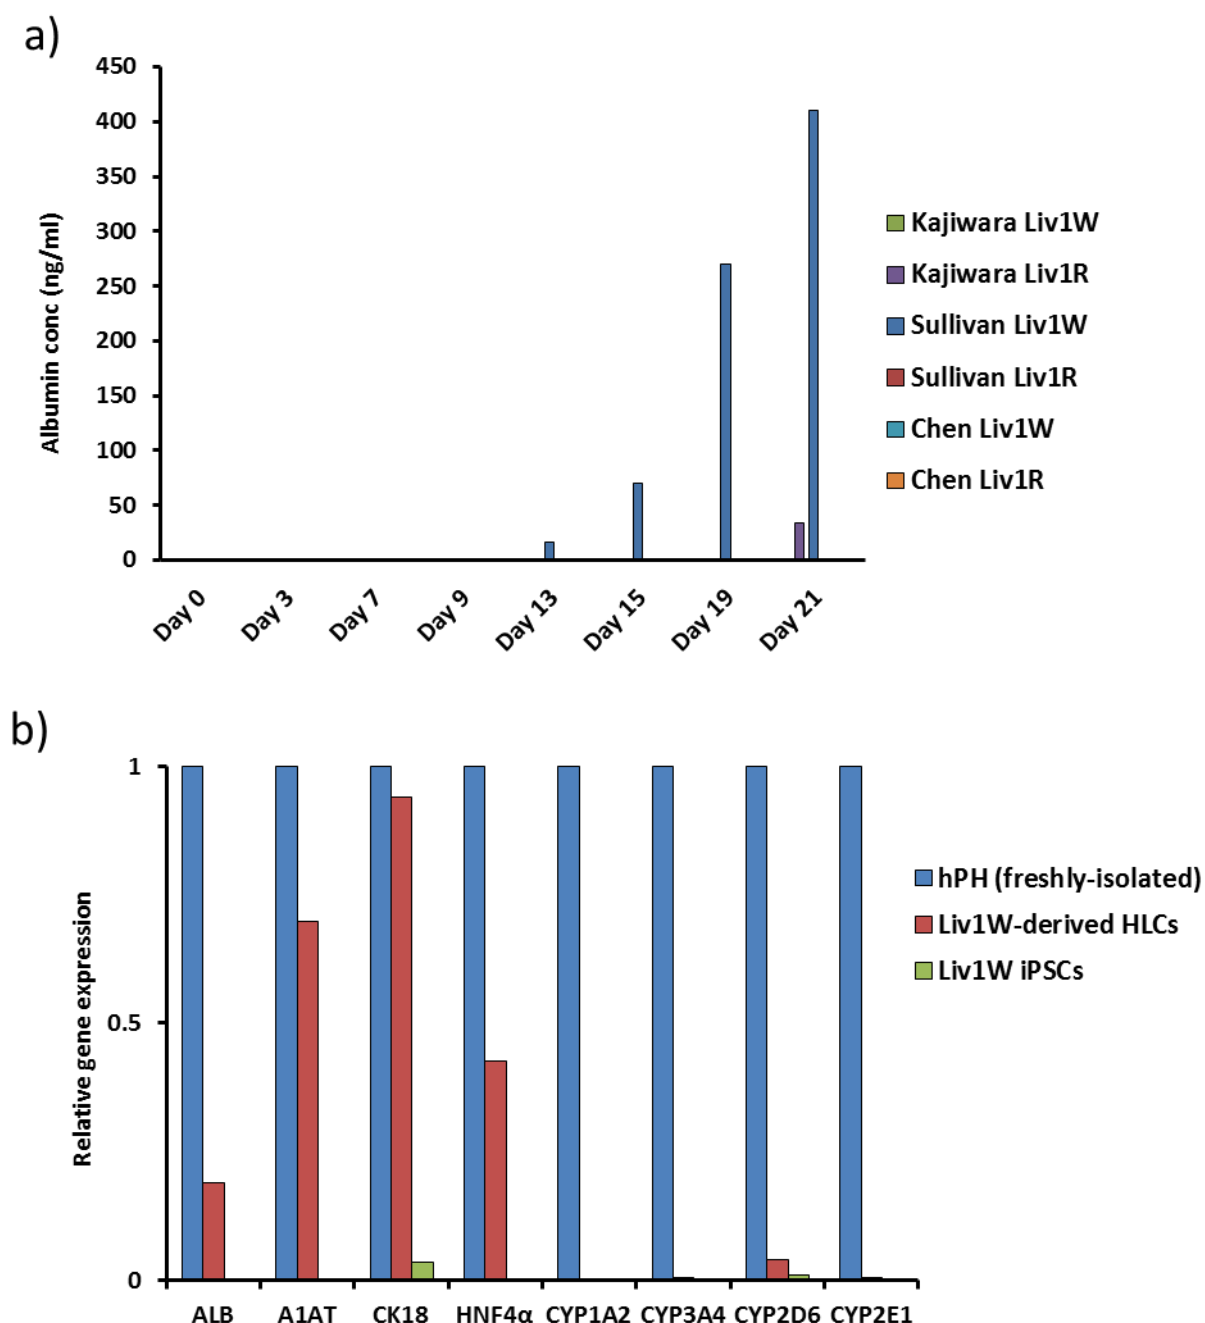 a)
450
400
350
300
250
200
150
100
50
0
Albumin conc (ng/ml)
Day 0
Day 3
Day 7
Day 9
Day 13
Day 15
Day 19
Day 21
Kajiwara Liv1W
Kajiwara Liv1R
Sullivan Liv1W
Sullivan Liv1R
Chen Liv1W
Chen Liv1R
b)
1
0.5
0
Relative gene expression
ALB
A1AT
CK18
HNF4α
CYP1A2
CYP3A4
CYP2D6
CYP2E1
hPH (freshly-isolated)
Liv1W-derived HLCs
Liv1W iPSCs